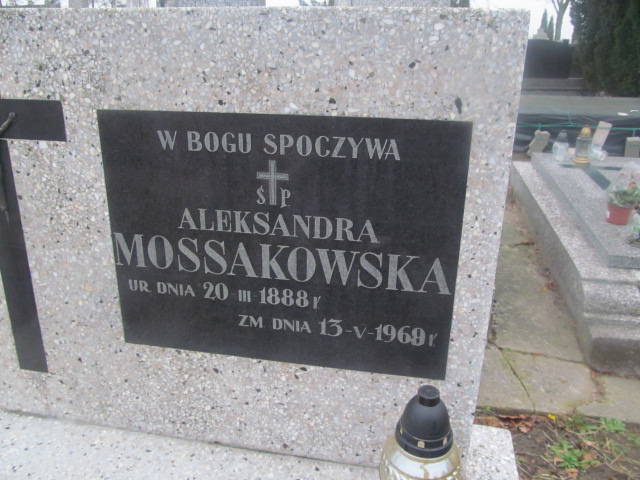 W BOGU SPOCZYWA
Ś P
ALEKSANDRA
MOSSAKOWSKA
UR DNIA 20 III 1888 r
ZM DNIA 13-V-1969 r.